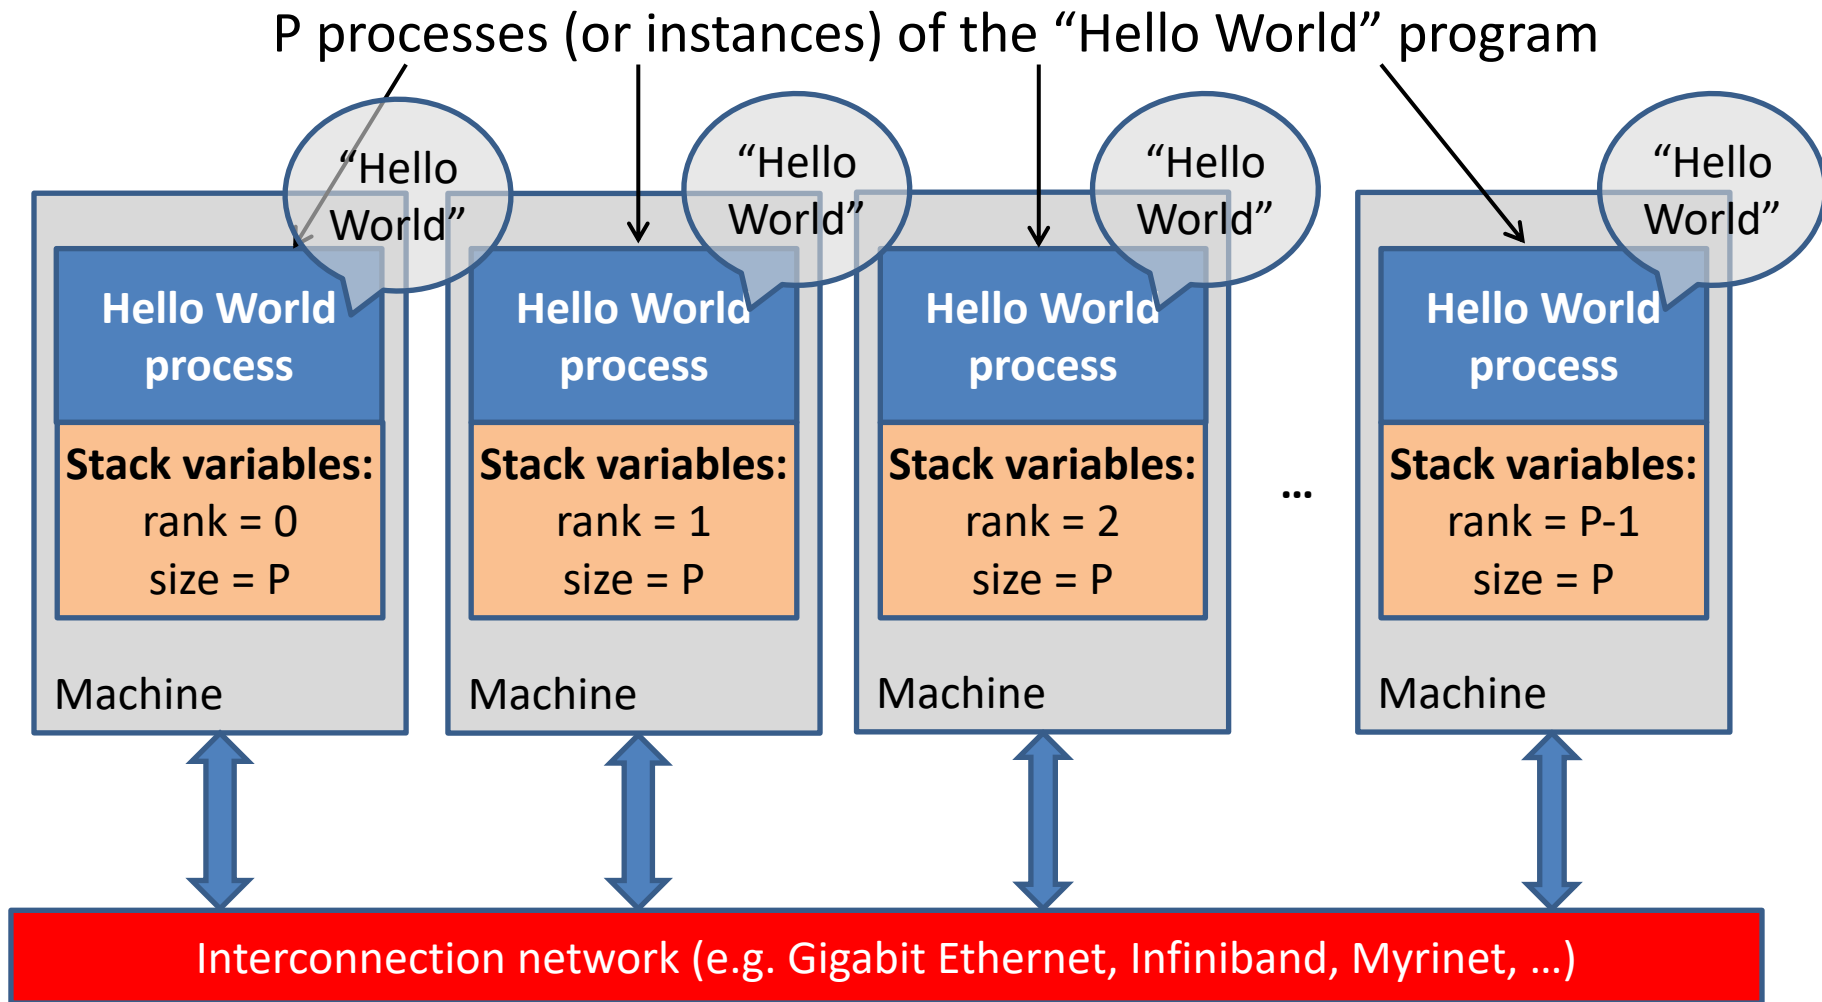 P processes (or instances) of the “Hello World” program
“Hello
World”
Hello World
process
Stack variables:
rank = 0
size = P
Machine
“Hello
World”
Hello World
process
Stack variables:
rank = 1
size = P
Machine
“Hello
World”
Hello World
process
Stack variables:
rank = 2
size = P
Machine
...
“Hello
World”
Hello World
process
Stack variables:
rank = P-1
size = P
Machine
Interconnection network (e.g. Gigabit Ethernet, Infiniband, Myrinet, ...)